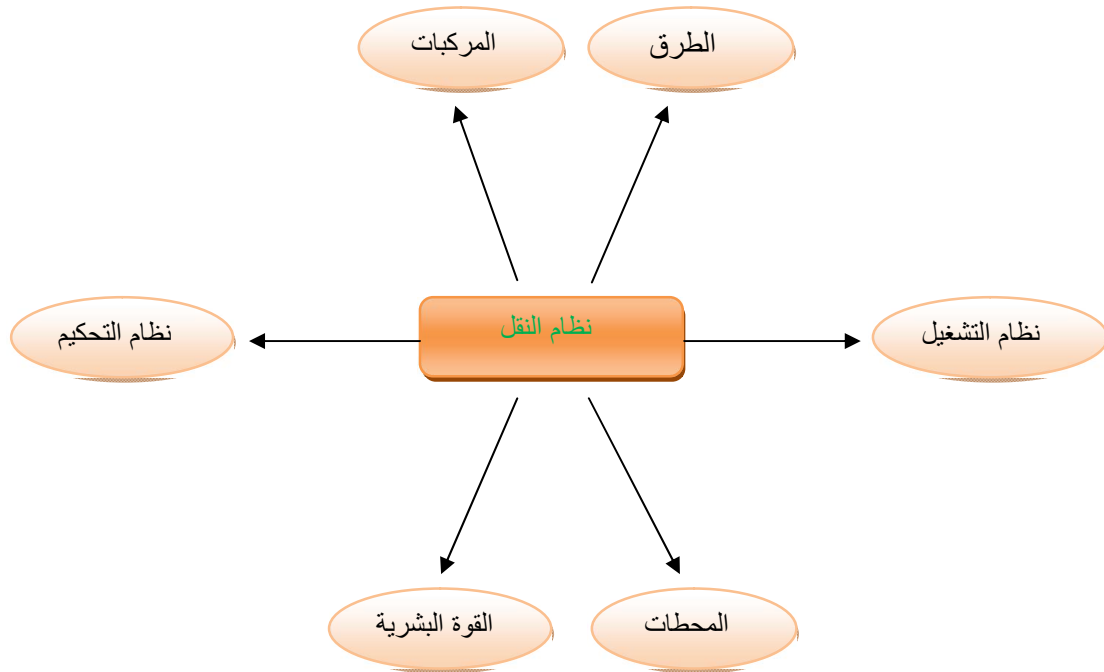 الطرق
المركبات
نظام التشغيل
نظام النقل
نظام التحكيم
المحطات
القوة البشرية